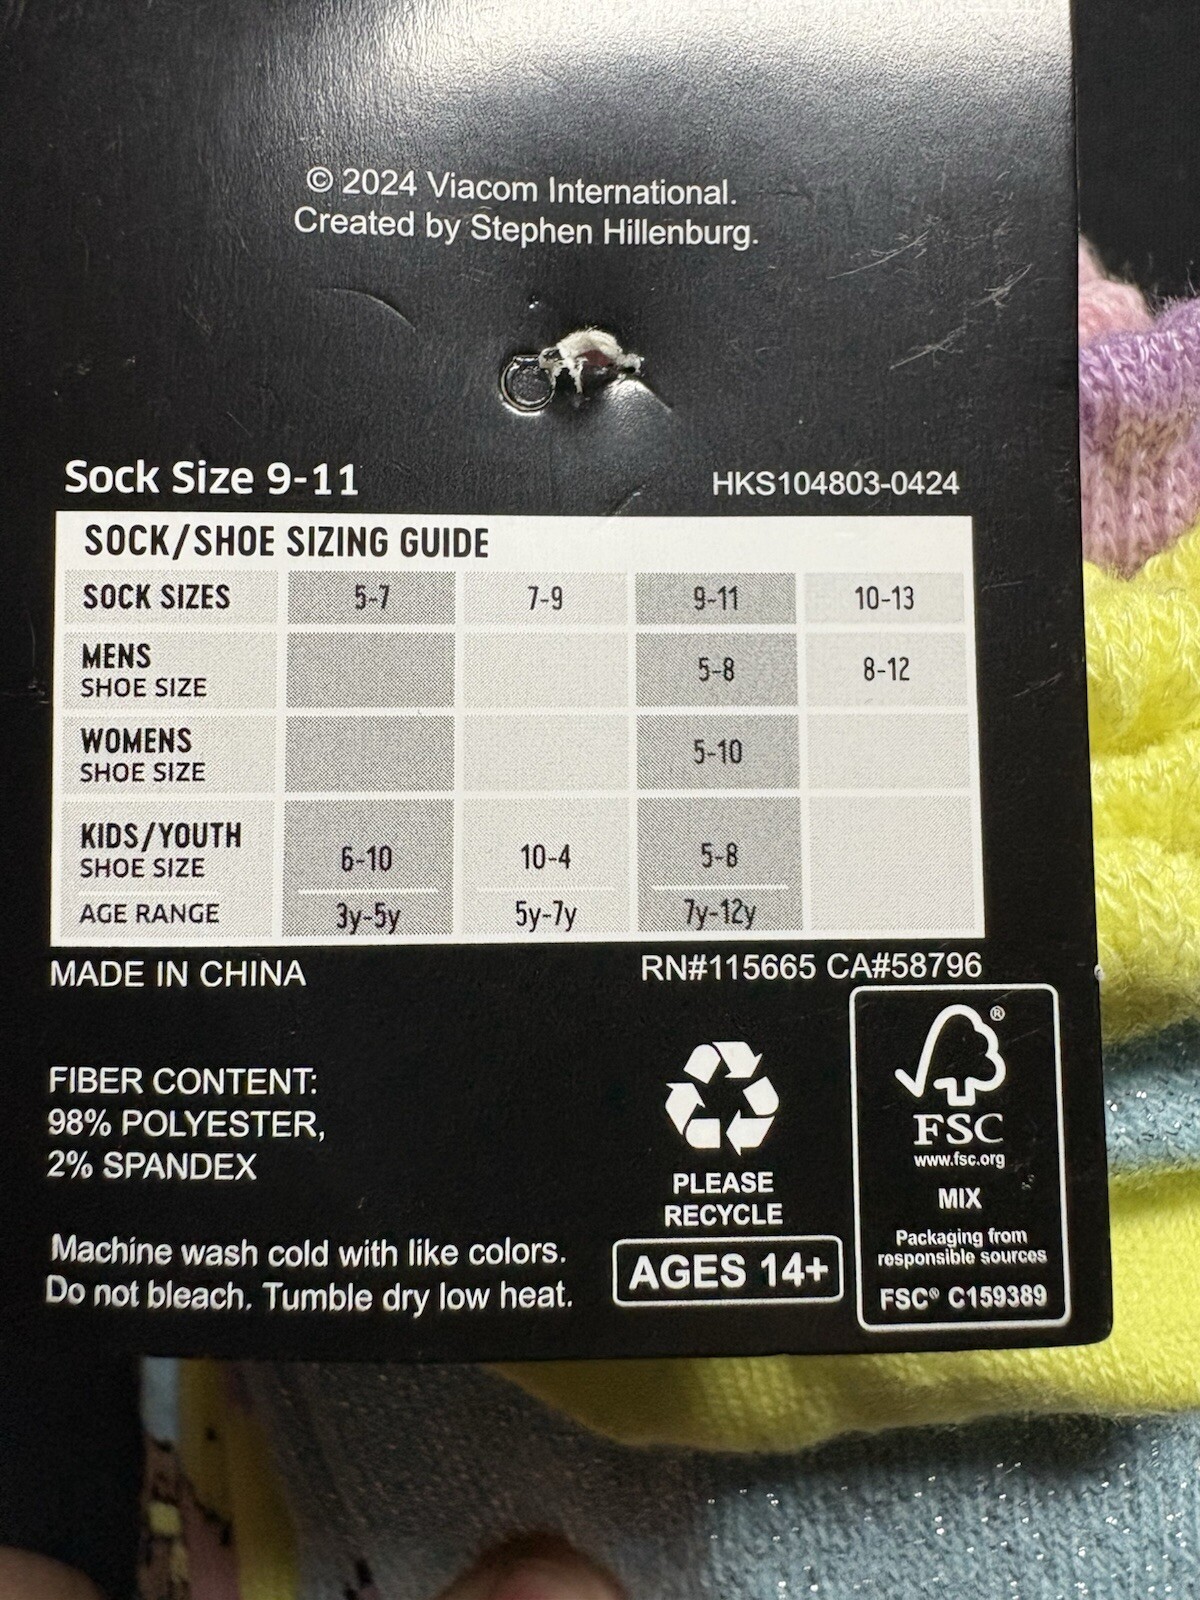 © 2024 Viacom International.
Created by Stephen Hillenburg.
Sock Size 9-11
HKS104803-0424
SOCK/SHOE SIZING GUIDE
SOCK SIZES 5-7 7-9 9-11 10-13
MENS
SHOE SIZE 5-8 8-12
WOMENS
SHOE SIZE 5-10
KIDS/YOUTH
SHOE SIZE 6-10 10-4 5-8
AGE RANGE 3y-5y 5y-7y 7y-12y
MADE IN CHINA
RN#115665 CA#58796
FIBER CONTENT:
98% POLYESTER,
2% SPANDEX
Machine wash cold with like colors.
Do not bleach. Tumble dry low heat.
PLEASE
RECYCLE
AGES 14+
®
FSC
www.fsc.org
MIX
Packaging from
responsible sources
FSC® C159389